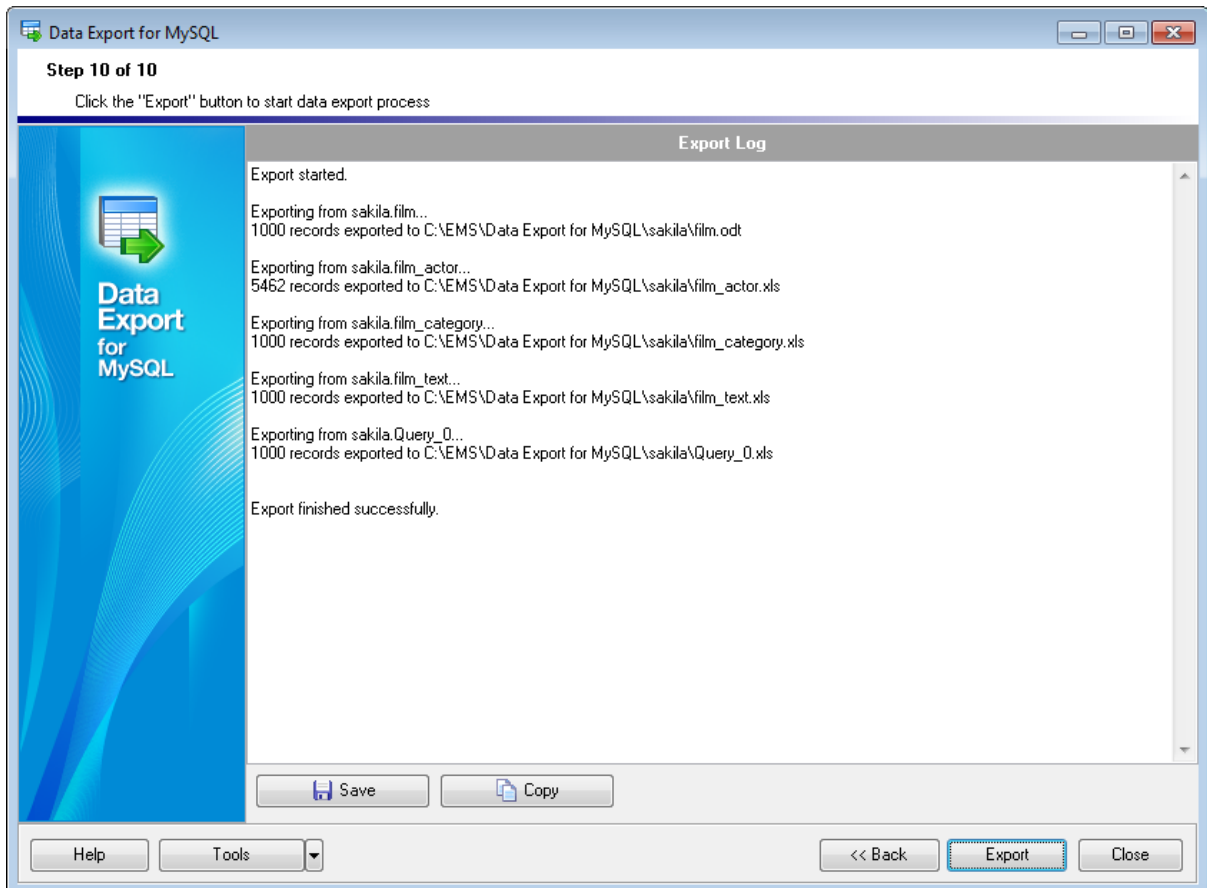 Data Export for MySQL
Step 10 of 10
Click the "Export" button to start data export process
Data
Export
for
MySQL
Export Log
Export started.
Exporting from sakila.film...
1000 records exported to C:\EMS\Data Export for MySQL\sakila\film.odt
Exporting from sakila.film_actor...
5462 records exported to C:\EMS\Data Export for MySQL\sakila\film_actor.xls
Exporting from sakila.film_category...
1000 records exported to C:\EMS\Data Export for MySQL\sakila\film_category.xls
Exporting from sakila.film_text...
1000 records exported to C:\EMS\Data Export for MySQL\sakila\film_text.xls
Exporting from sakila.Query_0...
1000 records exported to C:\EMS\Data Export for MySQL\sakila\Query_0.xls
Export finished successfully.
Save Copy
Help Tools << Back Export Close